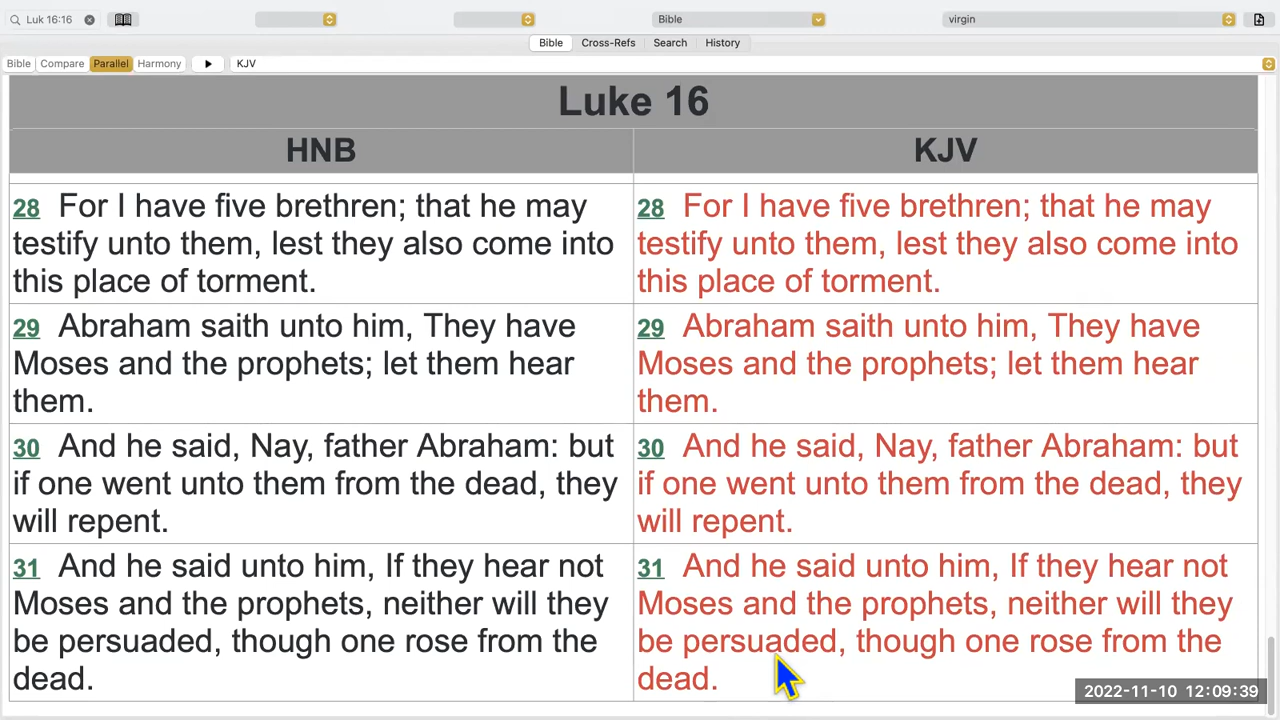 Luk 16:16
Bible
virgin
Bible
Cross-Refs
Search
History
Bible
Compare
Parallel
Harmony
KJV
Luke 16
HNB
KJV
28 For I have five brethren; that he may
testify unto them, lest they also come into
this place of torment.
28 For I have five brethren; that he may
testify unto them, lest they also come into
this place of torment.
29 Abraham saith unto him, They have
Moses and the prophets; let them hear
them.
29 Abraham saith unto him, They have
Moses and the prophets; let them hear
them.
30 And he said, Nay, father Abraham: but
if one went unto them from the dead, they
will repent.
30 And he said, Nay, father Abraham: but
if one went unto them from the dead, they
will repent.
31 And he said unto him, If they hear not
Moses and the prophets, neither will they
be persuaded, though one rose from the
dead.
31 And he said unto him, If they hear not
Moses and the prophets, neither will they
be persuaded, though one rose from the
dead.
2022-11-10 12:09:39